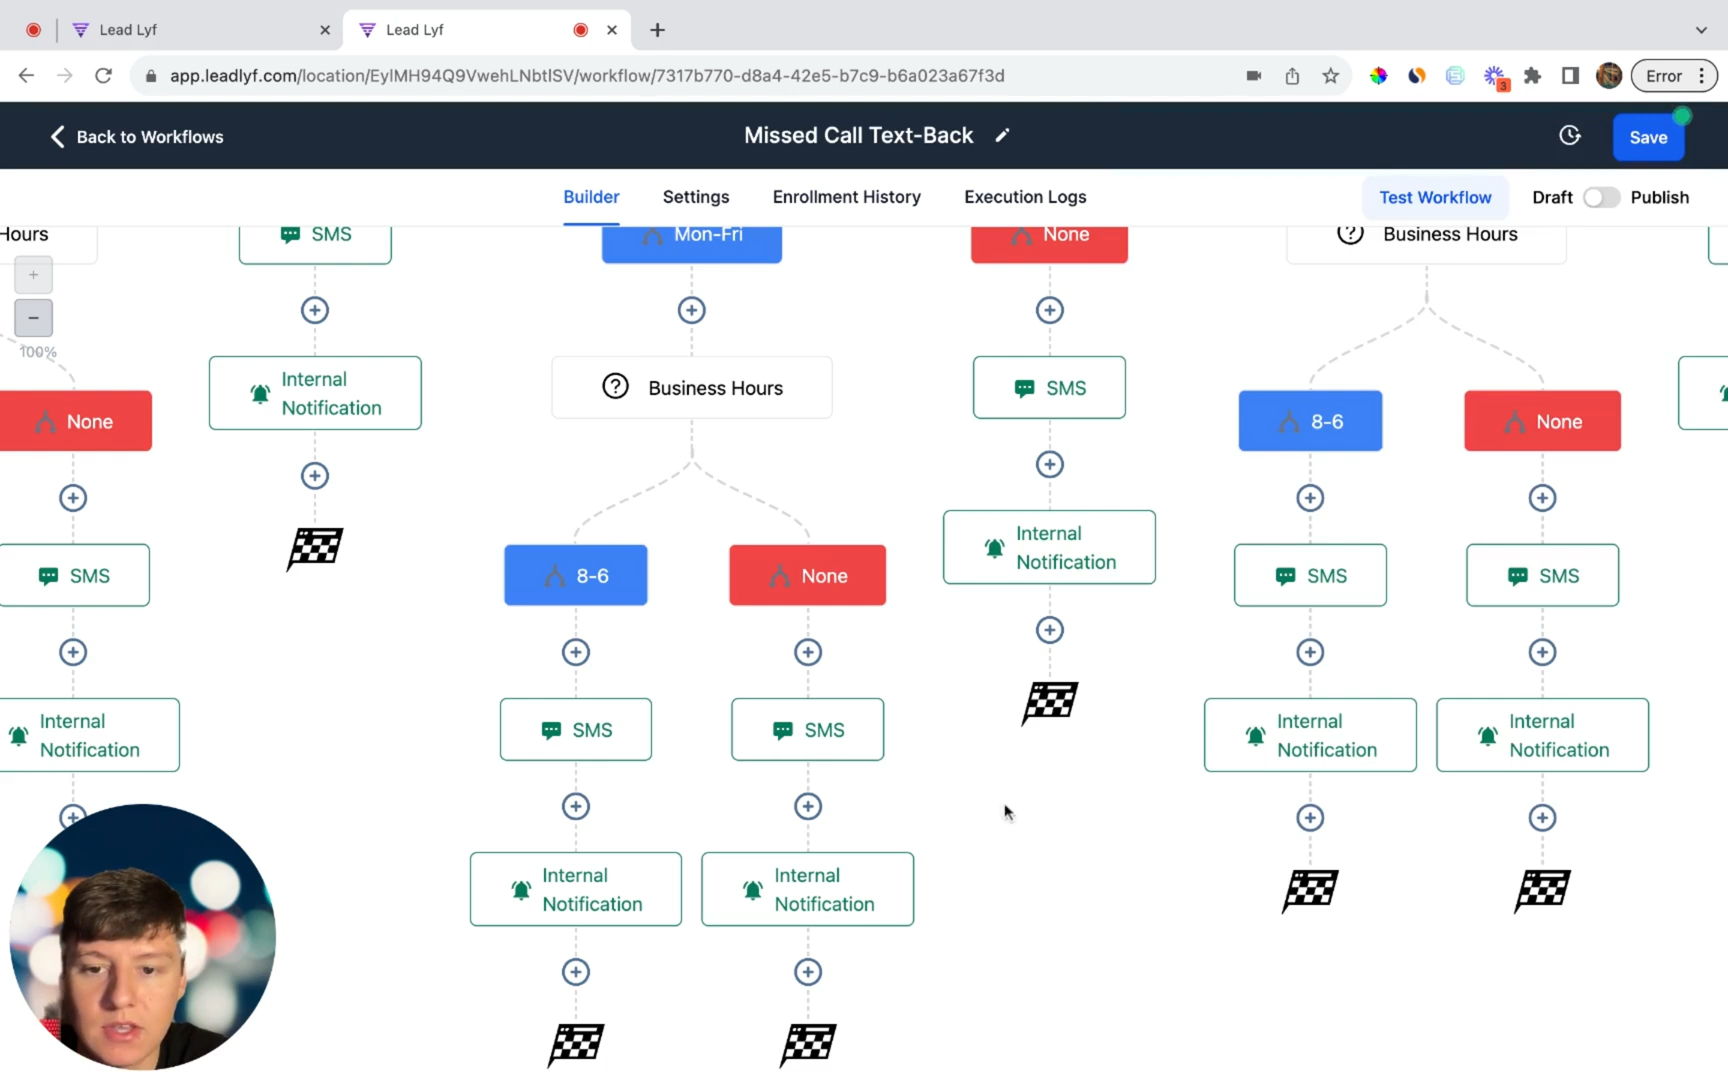 Lead Lyf
Lead Lyf
app.leadlyf.com/location/EyIMH94Q9VwehLNbtISV/workflow/7317b770-d8a4-42e5-b7c9-b6a023a67f3d
3
Error
Back to Workflows
Missed Call Text-Back
Save
Builder
Settings
Enrollment History
Execution Logs
Test Workflow
Draft
Publish
Hours
SMS
Mon-Fri
None
Business Hours
+
−
100%
Internal
Notification
Business Hours
SMS
None
8-6
None
Internal
Notification
SMS
8-6
None
SMS
SMS
Internal
Notification
SMS
SMS
Internal
Notification
Internal
Notification
Internal
Notification
Internal
Notification